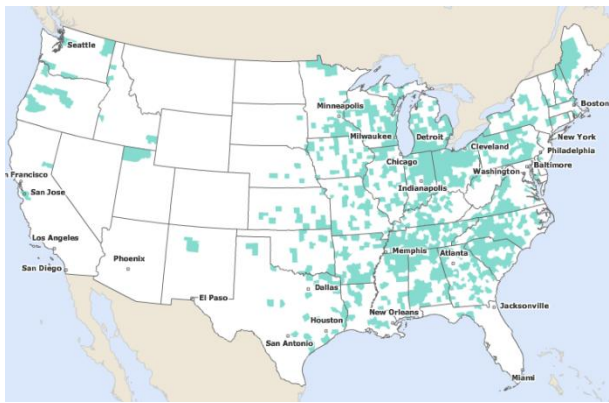 Seattle
Minneapolis
Boston
Milwaukee
Detroit
New York
Cleveland
Philadelphia
Chicago
Baltimore
Washington
n Francisco
Indianapolis
San Jose
Los Angeles
Memphis
Atlanta
Phoenix
San Diego
Dallas
El Paso
Jacksonville
Houston
New Orleans
San Antonio
Miami